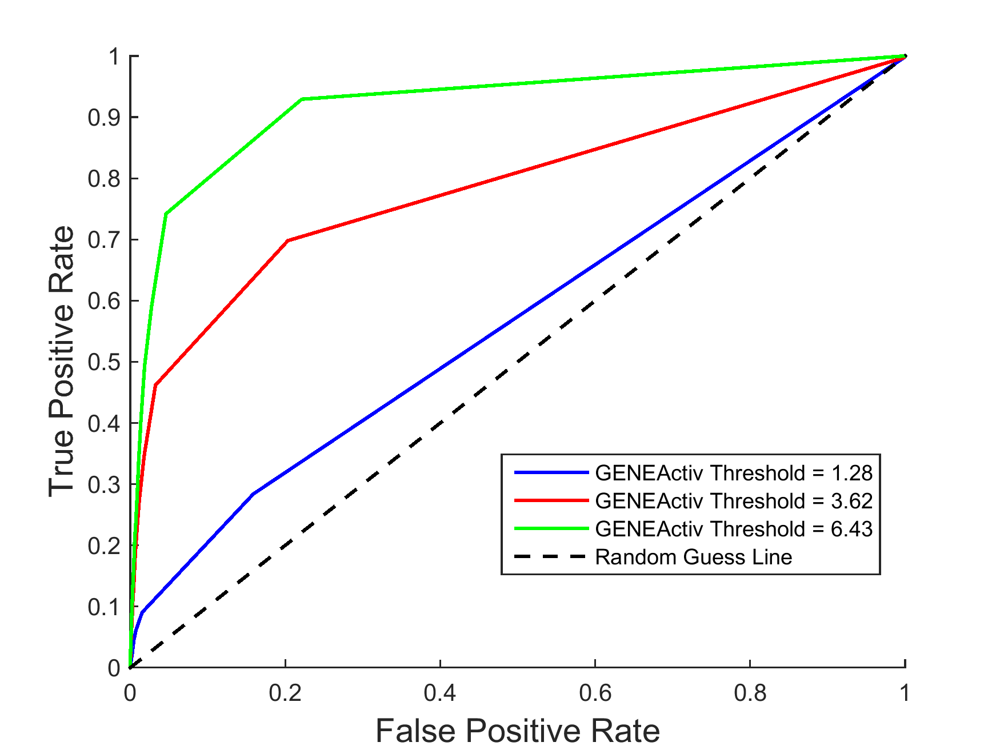 1
0.9
0.8
0.7
0.6
0.5
0.4
0.3
0.2
0.1
0
True Positive Rate
GENEActiv Threshold = 1.28
GENEActiv Threshold = 3.62
GENEActiv Threshold = 6.43
Random Guess Line
0 0.2 0.4 0.6 0.8 1
False Positive Rate